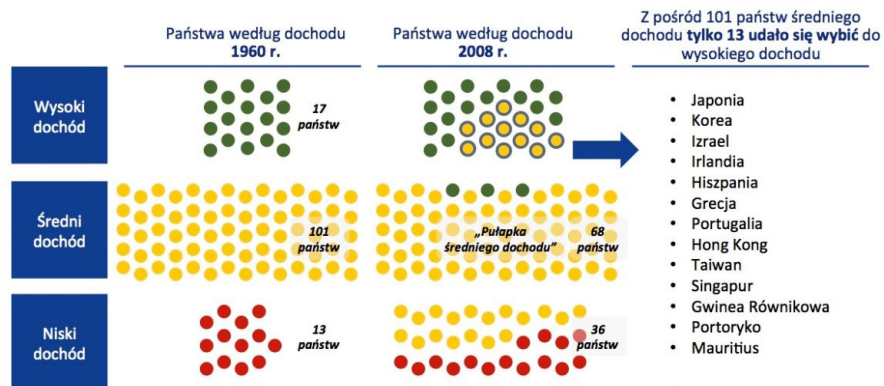 Państwa według dochodu
1960 r.
Państwa według dochodu
2008 r.
Z pośród 101 państw średniego
dochodu tylko 13 udało się wybić do
wysokiego dochodu
Wysoki
dochód
17
państw
Średni
dochód
101
państw
„Pułapka
średniego dochodu”
68
państw
Niski
dochód
13
państw
36
państw
• Japonia
• Korea
• Izrael
• Irlandia
• Hiszpania
• Grecja
• Portugalia
• Hong Kong
• Taiwan
• Singapur
• Gwinea Równikowa
• Portoryko
• Mauritius